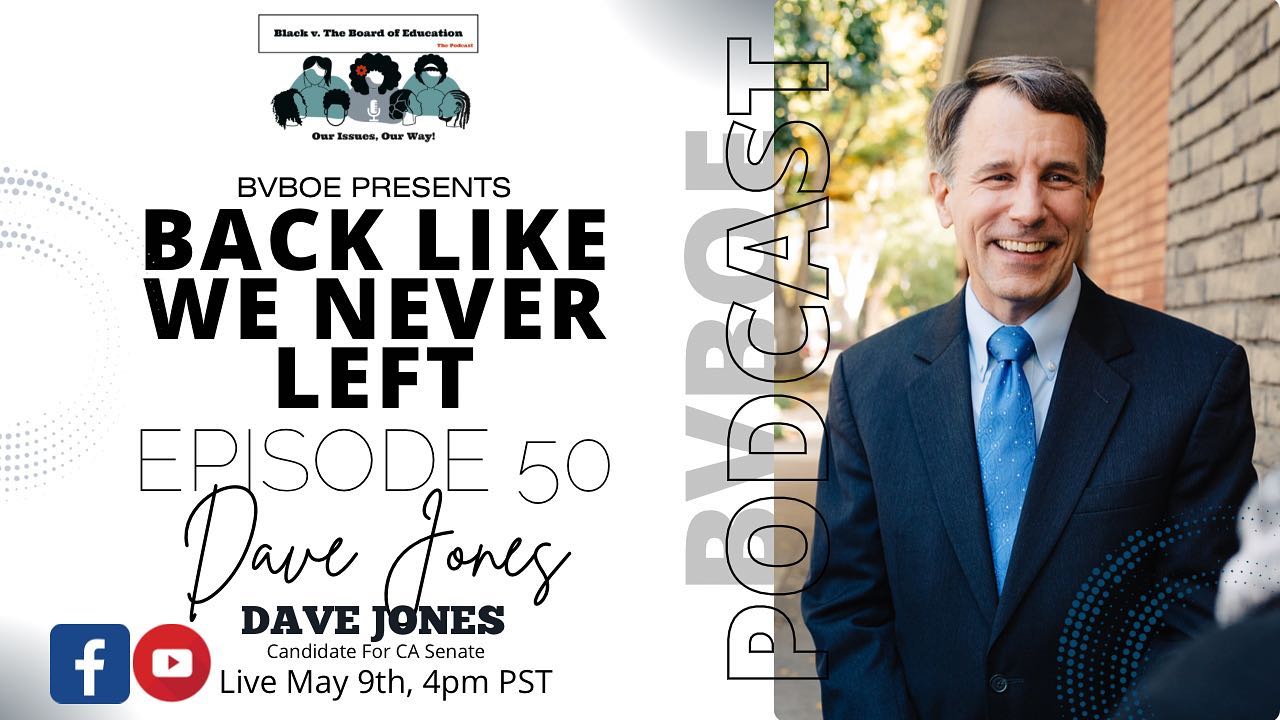 Black v. The Board of Education
The Podcast
Our Issues, Our Way!
BVBOE PRESENTS
BACK LIKE
WE NEVER
LEFT
EPISODE 50
Dave Jones
DAVE JONES
Candidate For CA Senate
Live May 9th, 4pm PST
BVBOE
PODCAST